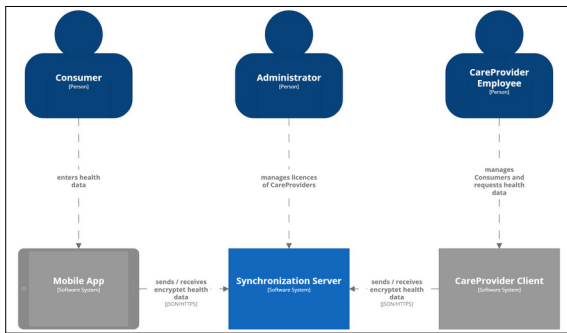 Consumer
[Person]
Administrator
[Person]
CareProvider
Employee
[Person]
enters health
data
manages licences
of CareProviders
manages
Consumers and
requests health
data
Mobile App
[Software System]
sends / receives
encryptet health
data
[JSON/HTTPS]
Synchronization Server
[Software System]
sends / receives
encryptet health
data
[JSON/HTTPS]
CareProvider Client
[Software System]